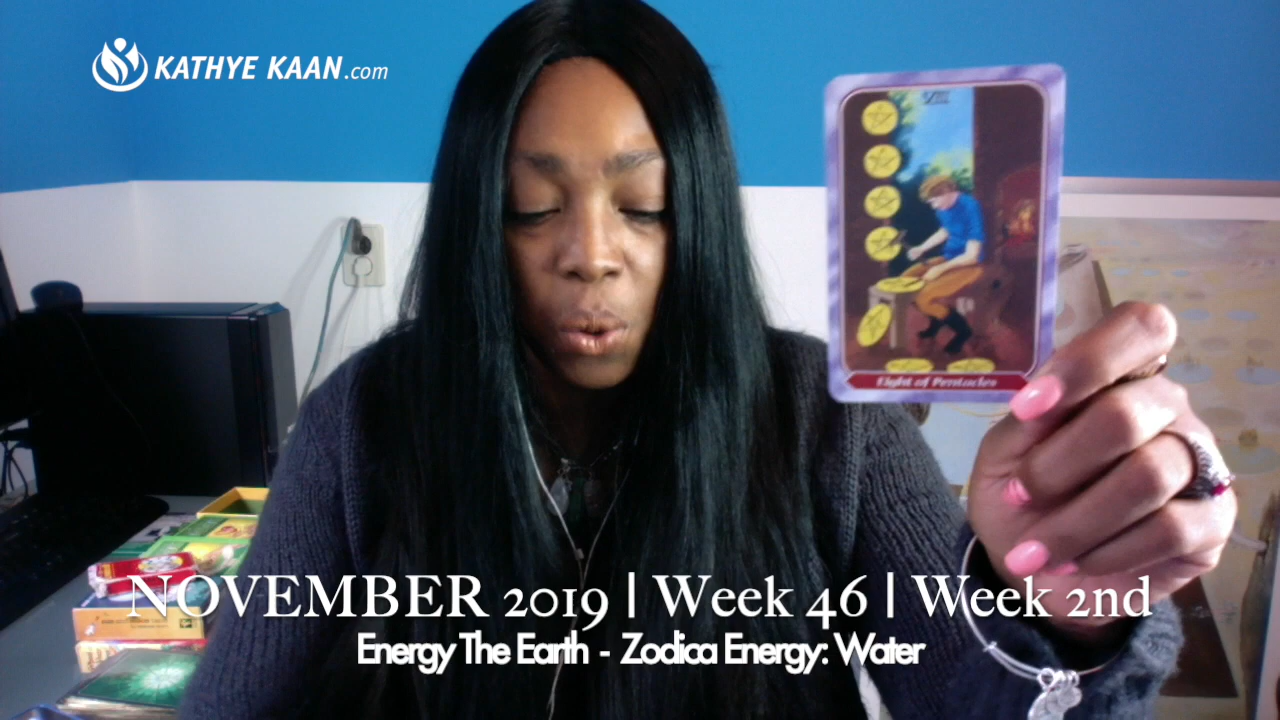 KATHYE KAAN.com
VIII
Eight of Pentacles
NOVEMBER 2019 | Week 46 | Week 2nd
Energy The Earth - Zodica Energy: Water